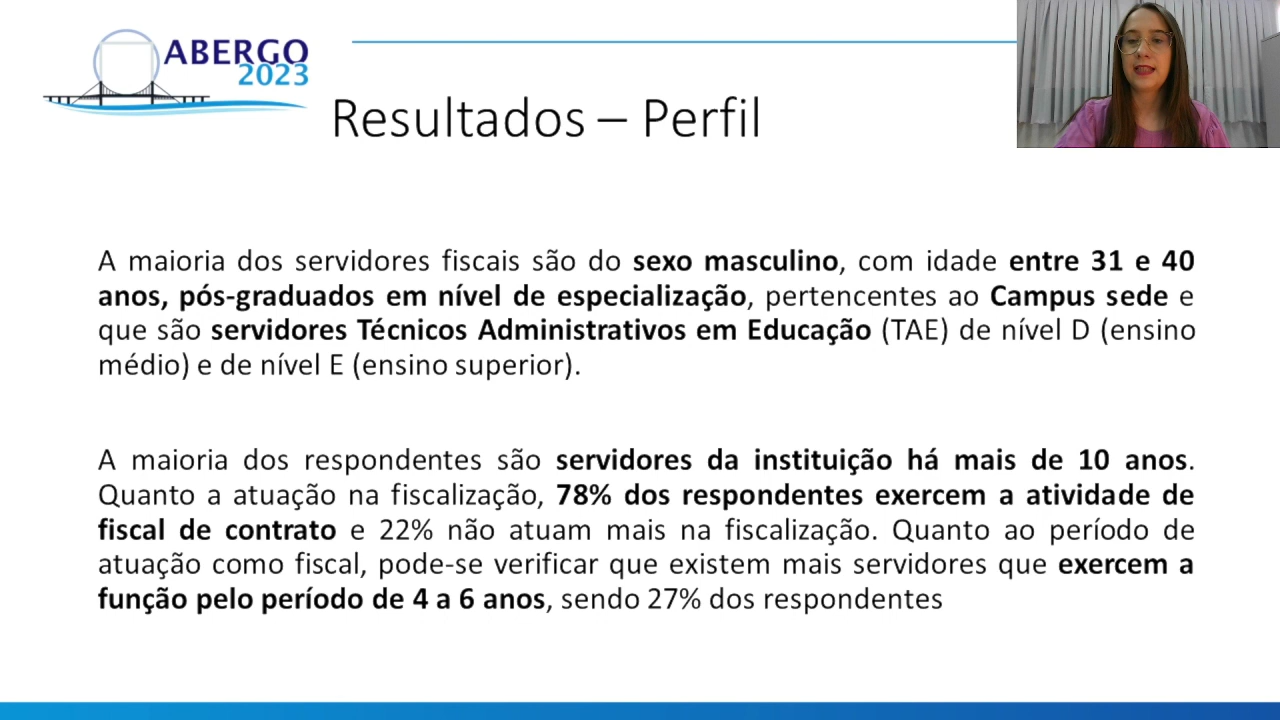 ABERGO
2023
Resultados – Perfil
A maioria dos servidores fiscais são do sexo masculino, com idade entre 31 e 40
anos, pós-graduados em nível de especialização, pertencentes ao Campus sede e
que são servidores Técnicos Administrativos em Educação (TAE) de nível D (ensino
médio) e de nível E (ensino superior).
A maioria dos respondentes são servidores da instituição há mais de 10 anos.
Quanto a atuação na fiscalização, 78% dos respondentes exercem a atividade de
fiscal de contrato e 22% não atuam mais na fiscalização. Quanto ao período de
atuação como fiscal, pode-se verificar que existem mais servidores que exercem a
função pelo período de 4 a 6 anos, sendo 27% dos respondentes